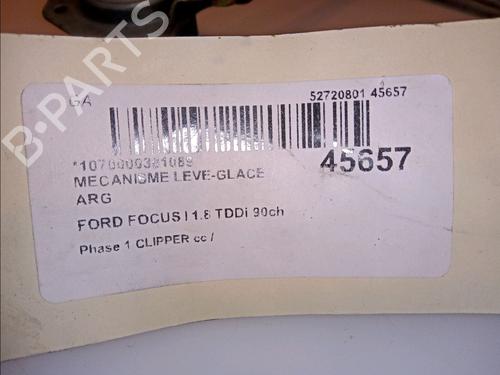 B-PARTS
GA
52720801 45657
*1070000381089
45657
MECANISME LEVE-GLACE
ARG
FORD FOCUS I 1.8 TDDi 90ch
Phase 1 CLIPPER cc /